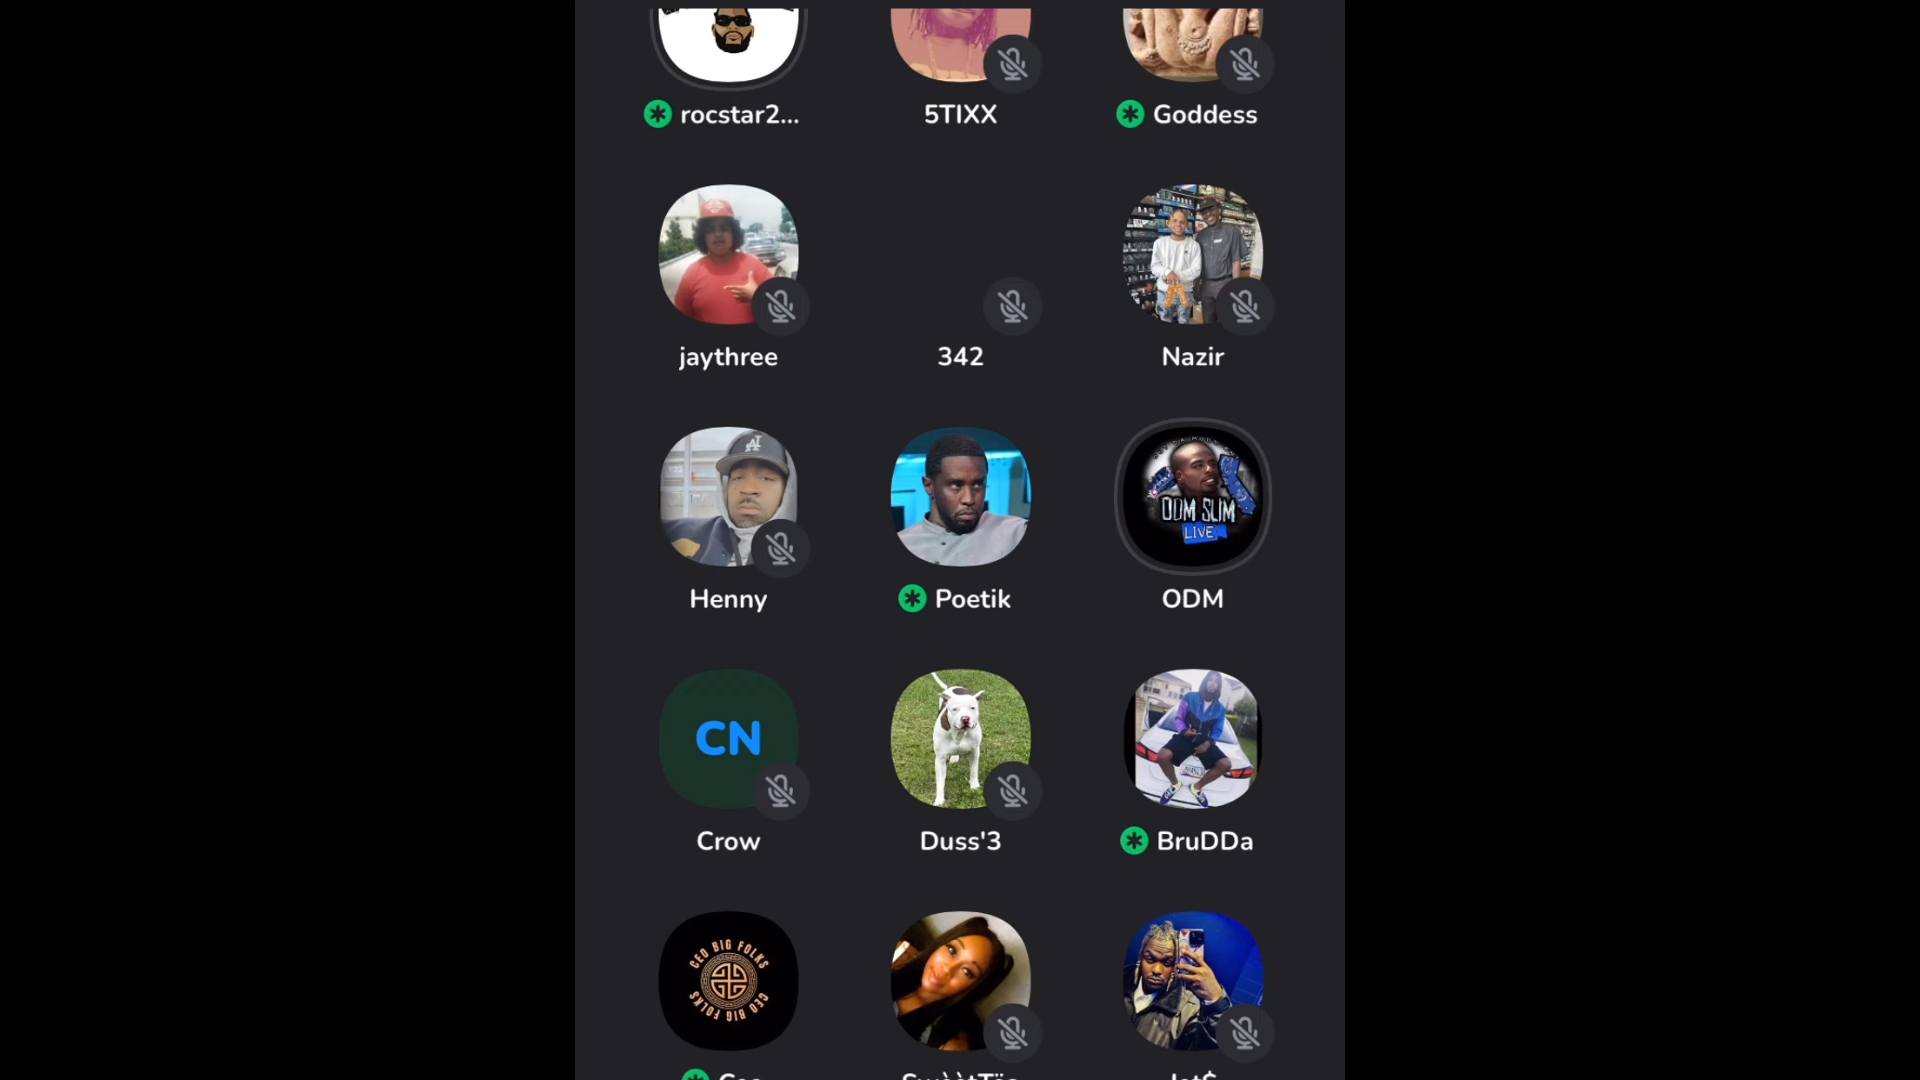 rocstar2...
5TIXX
Goddess
jaythree
342
Nazir
Henny
Poetik
ODM SLIM
LIVE
ODM
CN
Crow
Duss'3
BruDDa
CEO BIG FOLKS
CEO BIG FOLKS